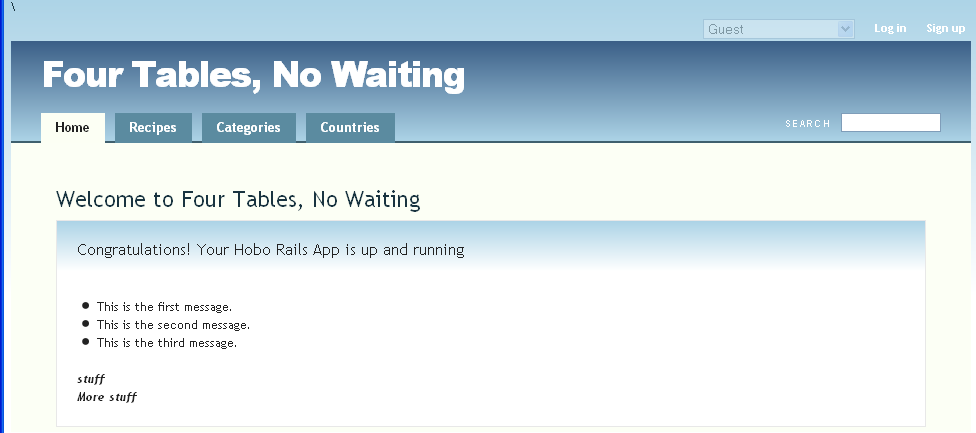 \
Guest Log in Sign up
Four Tables, No Waiting
Home Recipes Categories Countries SEARCH
Welcome to Four Tables, No Waiting
Congratulations! Your Hobo Rails App is up and running
This is the first message.
This is the second message.
This is the third message.
stuff
More stuff